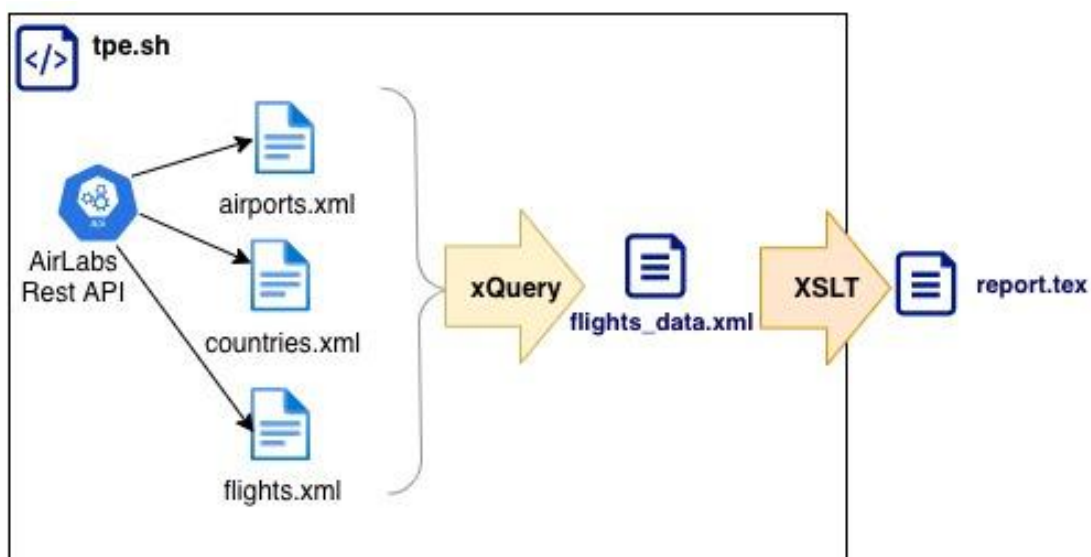 </>
tpe.sh
airports.xml
AirLabs
Rest API
countries.xml
flights.xml
xQuery
flights_data.xml
XSLT
report.tex